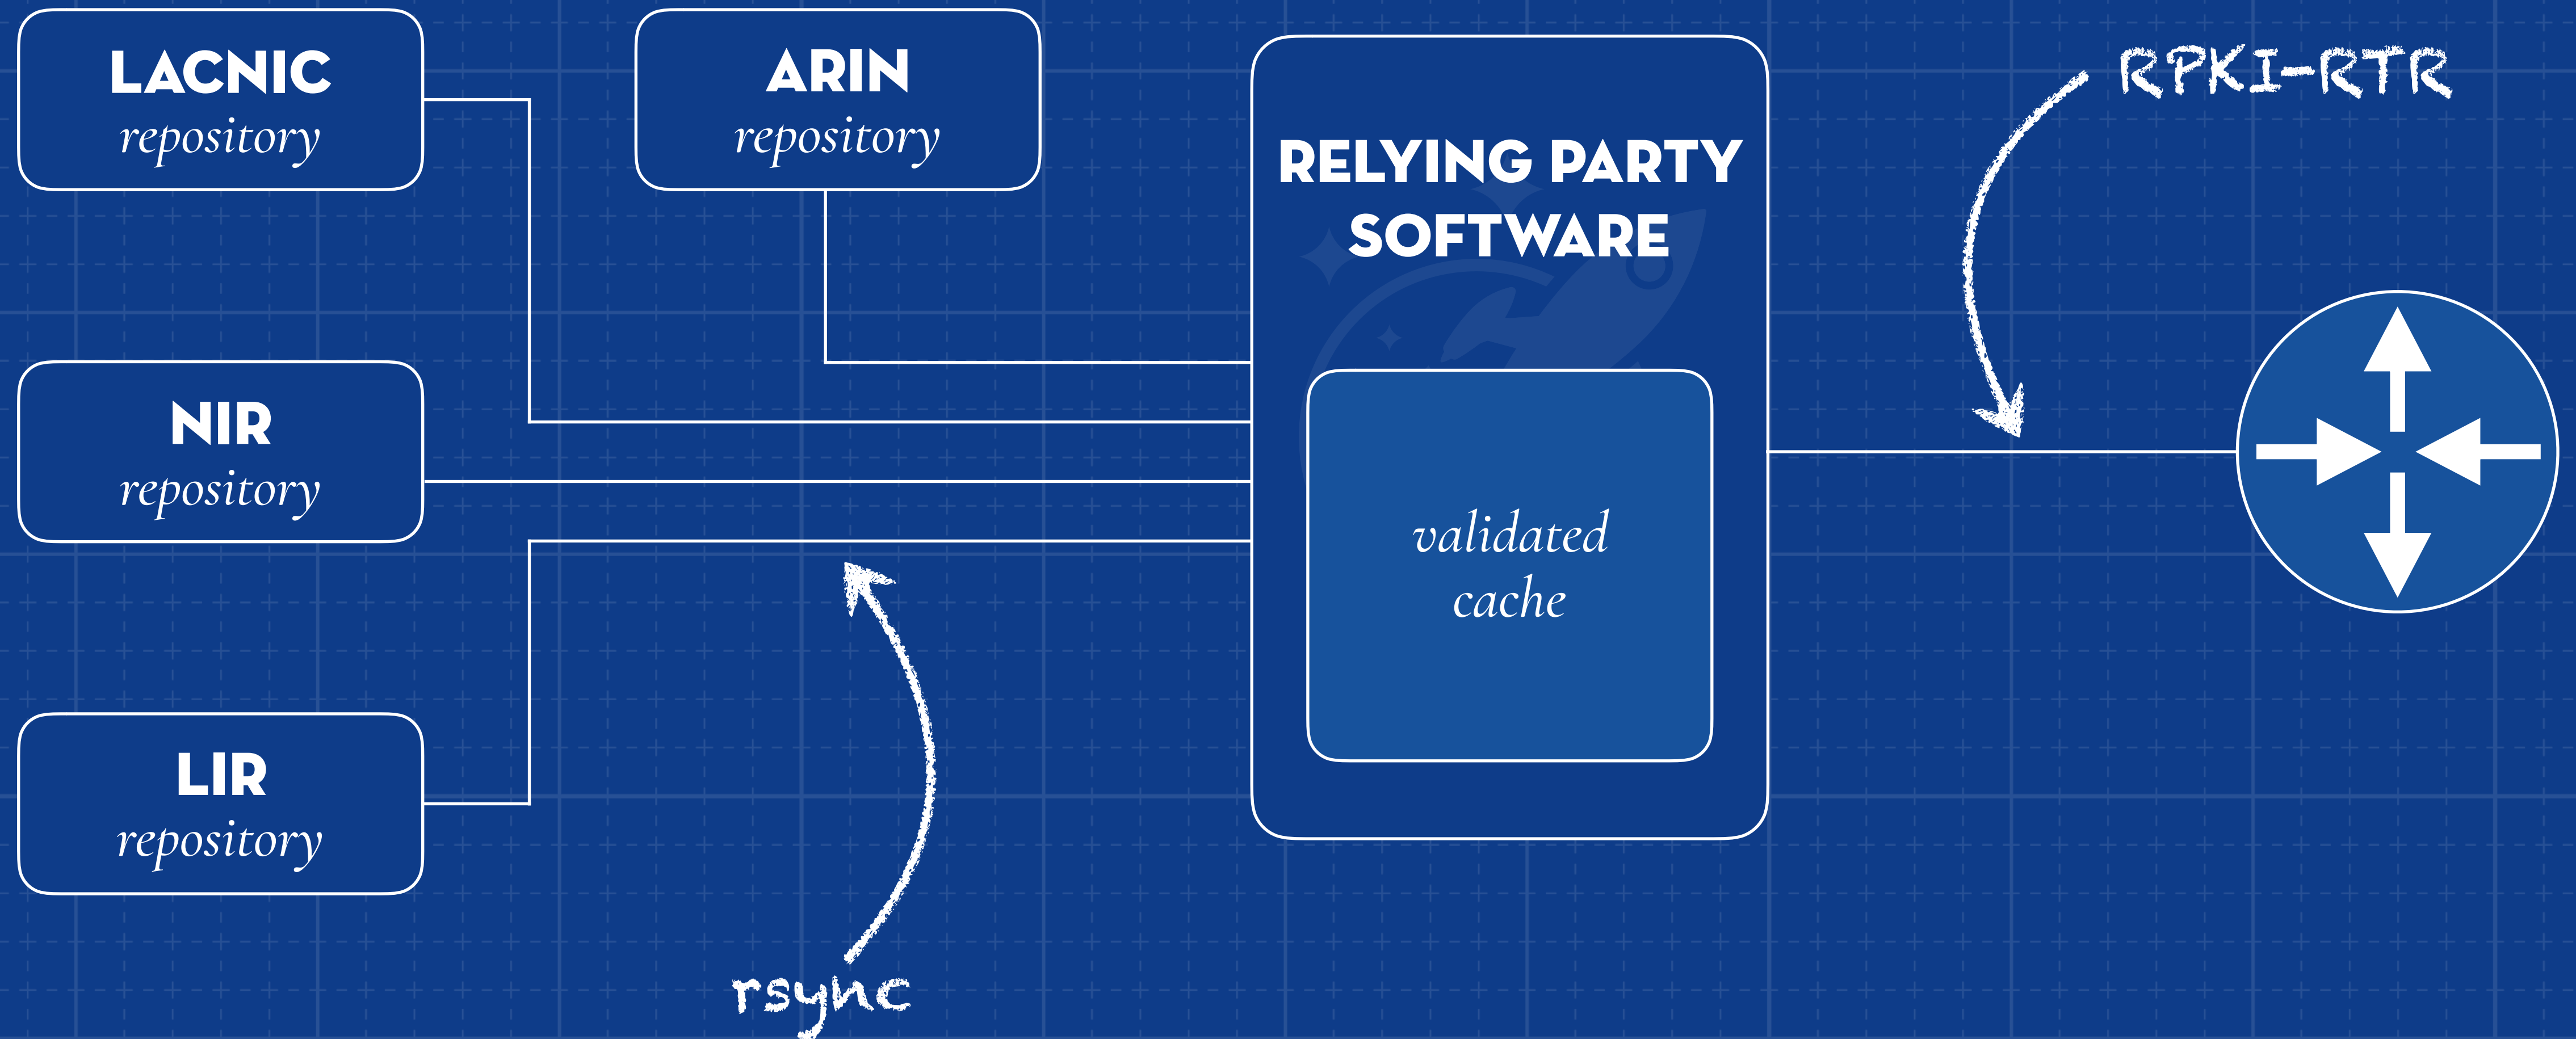 LACNIC
repository
ARIN
repository
RELYING PARTY
SOFTWARE
RPKI-RTR
NIR
repository
validated
cache
LIR
repository
rsync